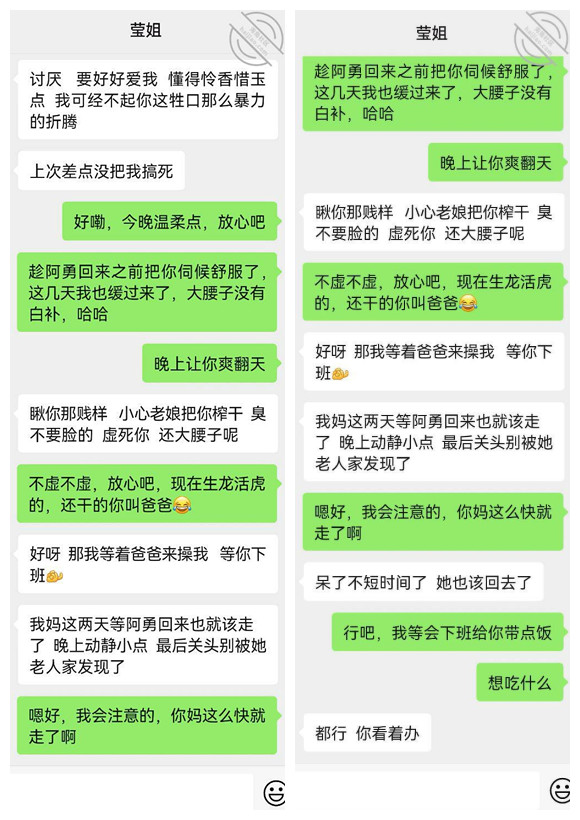 莹姐
讨厌 要好好爱我 懂得怜香惜玉
点 我可经不起你这牲口那么暴力
的折腾
上次差点没把我搞死
好嘞，今晚温柔点，放心吧
趁阿勇回来之前把你伺候舒服了，
这几天我也缓过来了，大腰子没有
白补，哈哈
晚上让你爽翻天
瞅你那贱样 小心老娘把你榨干 臭
不要脸的 虚死你 还大腰子呢
不虚不虚，放心吧，现在生龙活虎
的，还干的你叫爸爸😂
好呀 那我等着爸爸来操我 等你下
班💪
我妈这两天等阿勇回来也就该走
了 晚上动静小点 最后关头别被她
老人家发现了
嗯好，我会注意的，你妈这么快就
走了啊
莹姐
趁阿勇回来之前把你伺候舒服了，
这几天我也缓过来了，大腰子没有
白补，哈哈
晚上让你爽翻天
瞅你那贱样 小心老娘把你榨干 臭
不要脸的 虚死你 还大腰子呢
不虚不虚，放心吧，现在生龙活虎
的，还干的你叫爸爸😂
好呀 那我等着爸爸来操我 等你下
班💪
我妈这两天等阿勇回来也就该走
了 晚上动静小点 最后关头别被她
老人家发现了
嗯好，我会注意的，你妈这么快就
走了啊
呆了不短时间了 她也该回去了
行吧，我等会下班给你带点饭
想吃什么
都行 你看着办